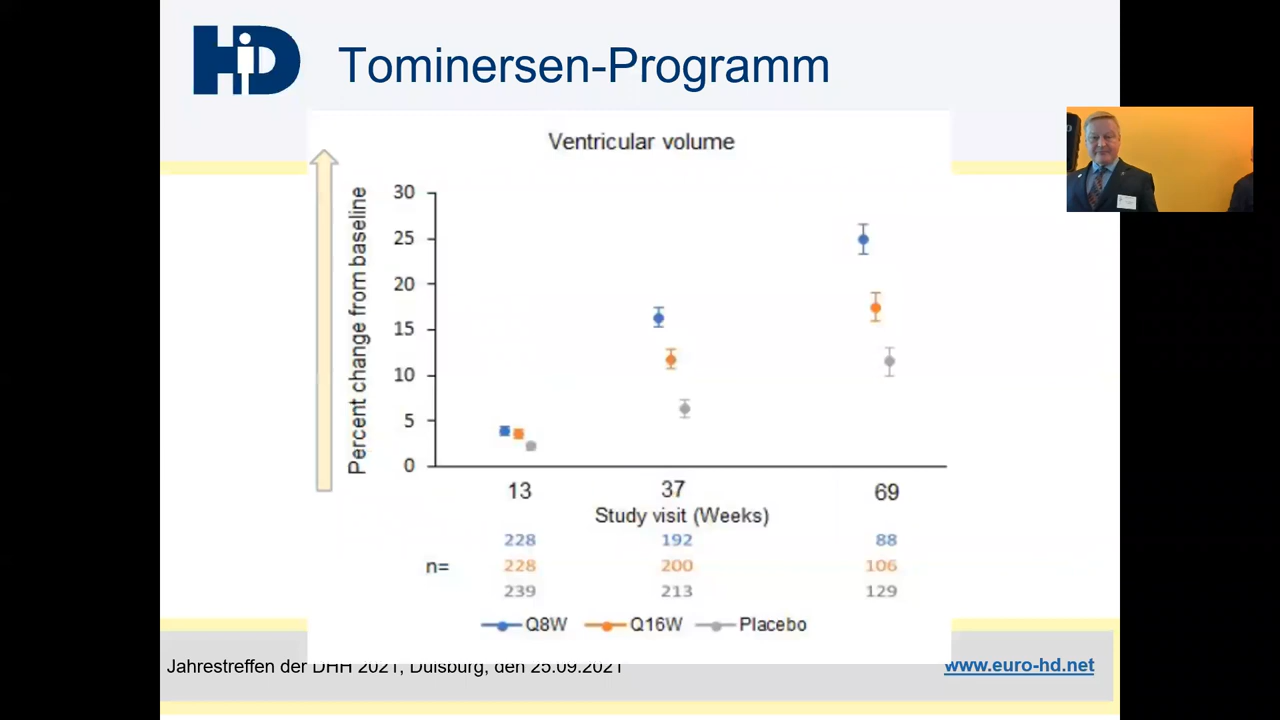 HD
Tominersen-Programm
Ventricular volume
Percent change from baseline
30
25
20
15
10
5
0
13 37 69
Study visit (Weeks)
228 192 88
n= 228 200 106
239 213 129
Q8W Q16W Placebo
Jahrestreffen der DHH 2021, Duisburg, den 25.09.2021
www.euro-hd.net